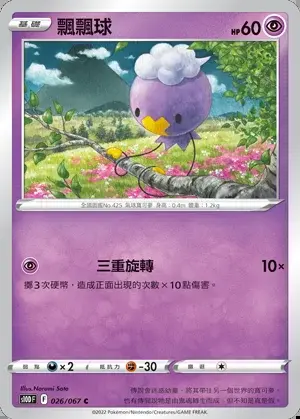 基礎 飄飄球 HP60
全國圖鑑No.425 氣球寶可夢 身高:0.4m 體重:1.2kg
三重旋轉 10×
擲3次硬幣,造成正面出現的次數×10點傷害。
弱點 ×2 抵抗力 -30 撤退
Illus. Narumi Sato
S10D F F 026/067 C
©2022 Pokémon/Nintendo/Creatures/GAME FREAK.